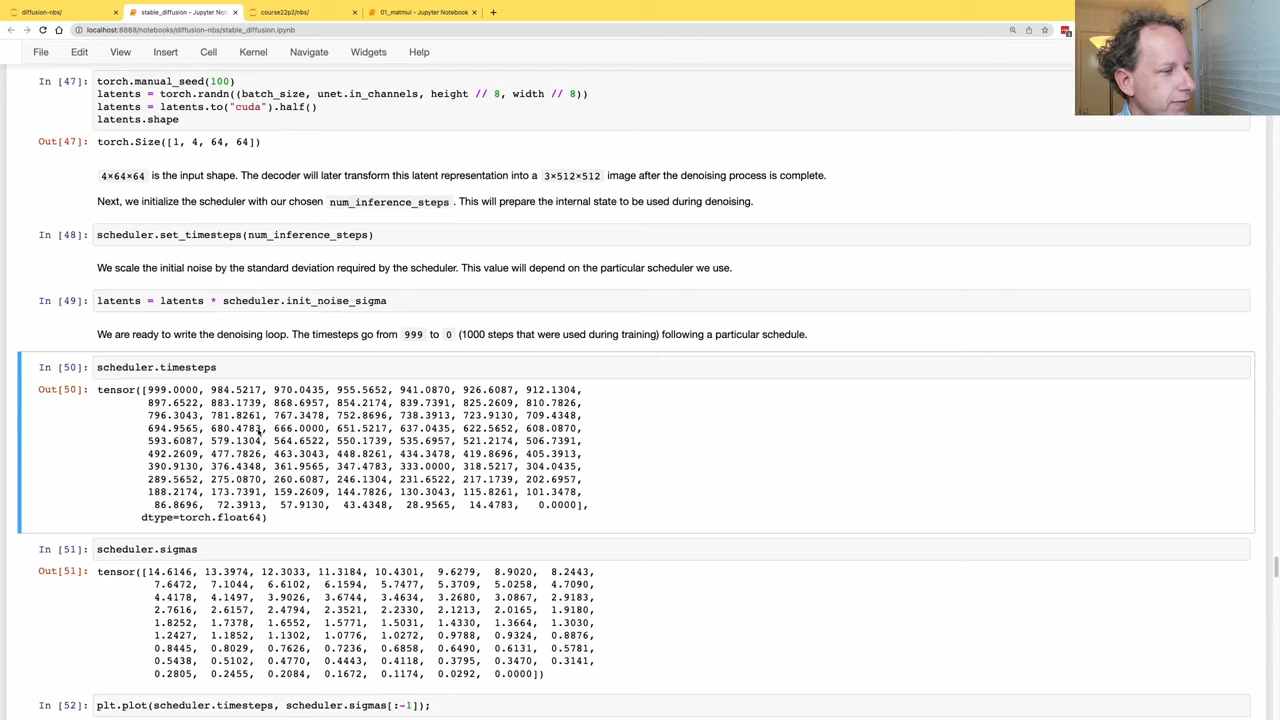 diffusion-nbs/
stable_diffusion - Jupyter Not
course22p2/nbs/
01_matmul - Jupyter Notebook
localhost:8888/notebooks/diffusion-nbs/stable_diffusion.ipynb
File Edit View Insert Cell Kernel Navigate Widgets Help
In [47]: torch.manual_seed(100)
latents = torch.randn((batch_size, unet.in_channels, height // 8, width // 8))
latents = latents.to("cuda").half()
latents.shape
Out[47]: torch.Size([1, 4, 64, 64])
4×64×64 is the input shape. The decoder will later transform this latent representation into a 3×512×512 image after the denoising process is complete.
Next, we initialize the scheduler with our chosen num_inference_steps. This will prepare the internal state to be used during denoising.
In [48]: scheduler.set_timesteps(num_inference_steps)
We scale the initial noise by the standard deviation required by the scheduler. This value will depend on the particular scheduler we use.
In [49]: latents = latents * scheduler.init_noise_sigma
We are ready to write the denoising loop. The timesteps go from 999 to 0 (1000 steps that were used during training) following a particular schedule.
In [50]: scheduler.timesteps
Out[50]: tensor([999.0000, 984.5217, 970.0435, 955.5652, 941.0870, 926.6087, 912.1304,
897.6522, 883.1739, 868.6957, 854.2174, 839.7391, 825.2609, 810.7826,
796.3043, 781.8261, 767.3478, 752.8696, 738.3913, 723.9130, 709.4348,
694.9565, 680.4783, 666.0000, 651.5217, 637.0435, 622.5652, 608.0870,
593.6087, 579.1304, 564.6522, 550.1739, 535.6957, 521.2174, 506.7391,
492.2609, 477.7826, 463.3043, 448.8261, 434.3478, 419.8696, 405.3913,
390.9130, 376.4348, 361.9565, 347.4783, 333.0000, 318.5217, 304.0435,
289.5652, 275.0870, 260.6087, 246.1304, 231.6522, 217.1739, 202.6957,
188.2174, 173.7391, 159.2609, 144.7826, 130.3043, 115.8261, 101.3478,
86.8696, 72.3913, 57.9130, 43.4348, 28.9565, 14.4783, 0.0000],
dtype=torch.float64)
In [51]: scheduler.sigmas
Out[51]: tensor([14.6146, 13.3974, 12.3033, 11.3184, 10.4301, 9.6279, 8.9020, 8.2443,
7.6472, 7.1044, 6.6102, 6.1594, 5.7477, 5.3709, 5.0258, 4.7090,
4.4178, 4.1497, 3.9026, 3.6744, 3.4634, 3.2680, 3.0867, 2.9183,
2.7616, 2.6157, 2.4794, 2.3521, 2.2330, 2.1213, 2.0165, 1.9180,
1.8252, 1.7378, 1.6552, 1.5771, 1.5031, 1.4330, 1.3664, 1.3030,
1.2427, 1.1852, 1.1302, 1.0776, 1.0272, 0.9788, 0.9324, 0.8876,
0.8445, 0.8029, 0.7626, 0.7236, 0.6858, 0.6490, 0.6131, 0.5781,
0.5438, 0.5102, 0.4770, 0.4443, 0.4118, 0.3795, 0.3470, 0.3141,
0.2805, 0.2455, 0.2084, 0.1672, 0.1174, 0.0292, 0.0000])
In [52]: plt.plot(scheduler.timesteps, scheduler.sigmas[:-1]);